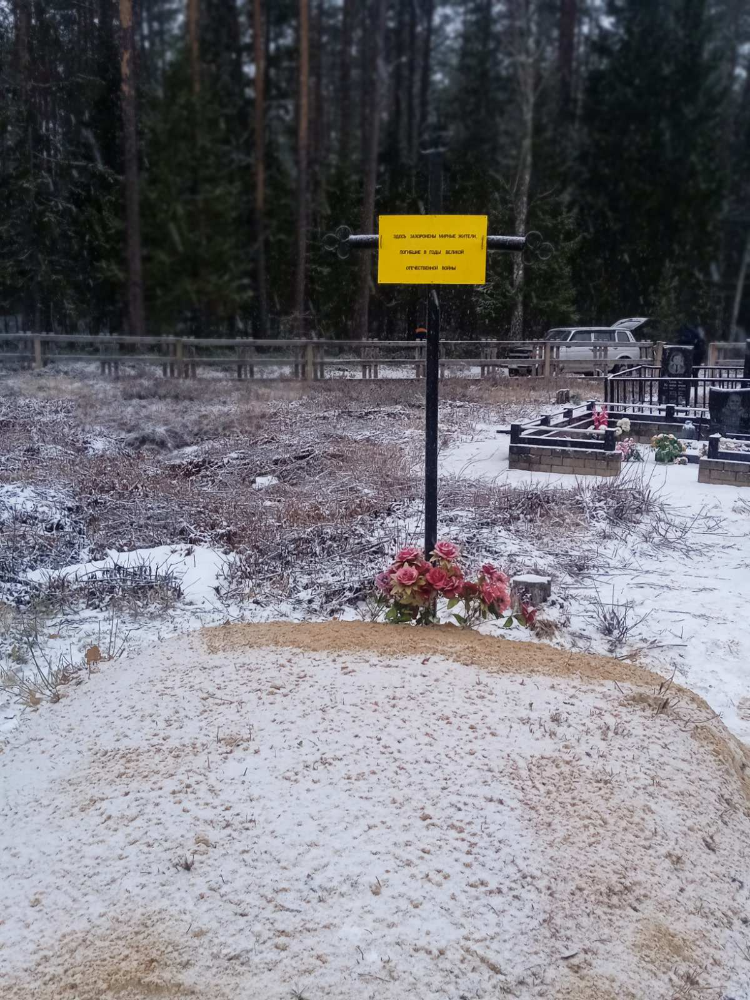 ЗДЕСЬ ЗАХОРОНЕНЫ МИРНЫЕ ЖИТЕЛИ,
ПОГИБШИЕ В ГОДЫ ВЕЛИКОЙ
ОТЕЧЕСТВЕННОЙ ВОЙНЫ